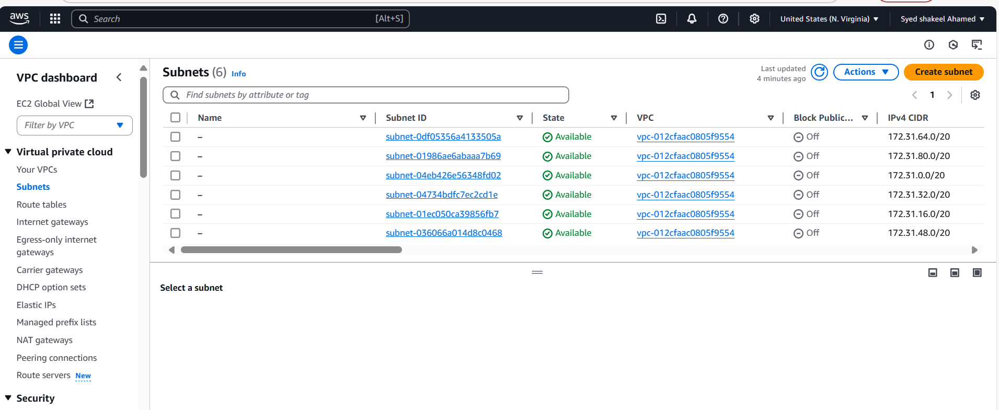 aws
Search [Alt+S]
United States (N. Virginia)
Syed shakeel Ahamed
VPC dashboard
EC2 Global View
Filter by VPC
Virtual private cloud
Your VPCs
Subnets
Route tables
Internet gateways
Egress-only internet
gateways
Carrier gateways
DHCP option sets
Elastic IPs
Managed prefix lists
NAT gateways
Peering connections
Route servers New
Security
Subnets (6) Info
Last updated
4 minutes ago
Actions
Create subnet
Find subnets by attribute or tag
1
Name Subnet ID State VPC Block Public... IPv4 CIDR
– subnet-0df05356a4133505a Available vpc-012cfaac0805f9554 Off 172.31.64.0/20
– subnet-01986ae6abaaa7b69 Available vpc-012cfaac0805f9554 Off 172.31.80.0/20
– subnet-04eb426e56348fd02 Available vpc-012cfaac0805f9554 Off 172.31.0.0/20
– subnet-04734bdfc7ec2cd1e Available vpc-012cfaac0805f9554 Off 172.31.32.0/20
– subnet-01ec050ca39856fb7 Available vpc-012cfaac0805f9554 Off 172.31.16.0/20
– subnet-036066a014d8c0468 Available vpc-012cfaac0805f9554 Off 172.31.48.0/20
Select a subnet